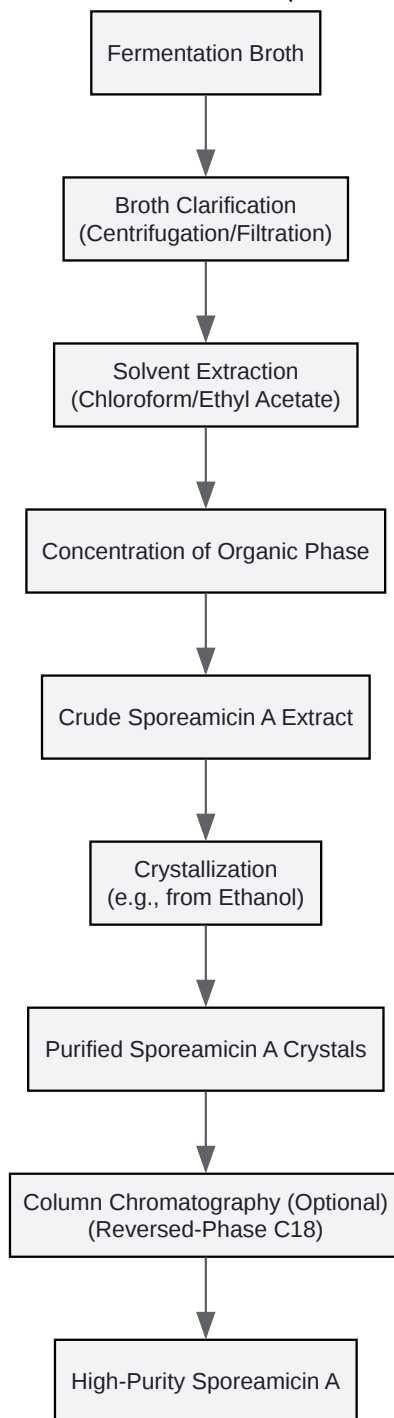 Fermentation Broth
Broth Clarification
(Centrifugation/Filtration)
Solvent Extraction
(Chloroform/Ethyl Acetate)
Concentration of Organic Phase
Crude Sporeamicin A Extract
Crystallization
(e.g., from Ethanol)
Purified Sporeamicin A Crystals
Column Chromatography (Optional)
(Reversed-Phase C18)
High-Purity Sporeamicin A